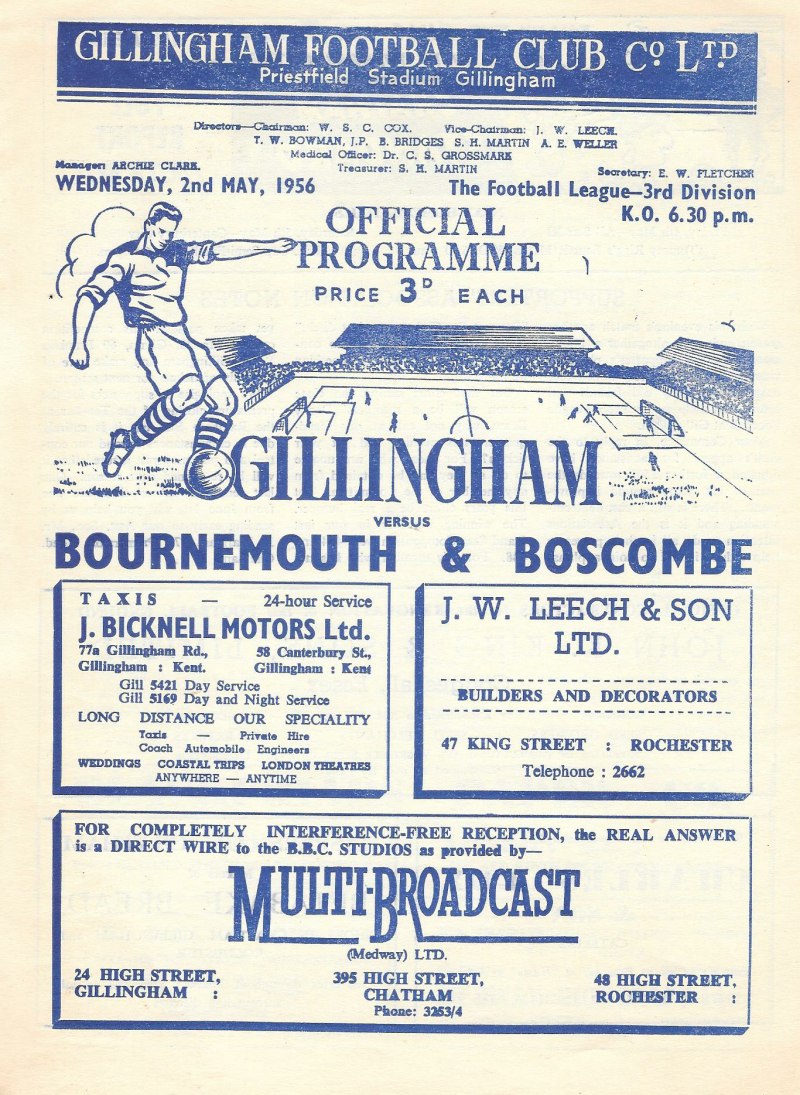 GILLINGHAM FOOTBALL CLUB Co LTD
Priestfield Stadium Gillingham
Directors—Chairman: W. S. C. COX. Vice-Chairman: J. W. LEECH.
T. W. BOWMAN, J.P. B. BRIDGES S. H. MARTIN A. E. WELLER
Medical Officer: Dr. C. S. GROSSMARK
Treasurer: S. H. MARTIN
Manager: ARCHIE CLARK.
Secretary: E. W. FLETCHER
WEDNESDAY, 2nd MAY, 1956
The Football League—3rd Division
K.O. 6.30 p.m.
OFFICIAL
PROGRAMME
PRICE 3D EACH
GILLINGHAM
VERSUS
BOURNEMOUTH & BOSCOMBE
TAXIS — 24-hour Service
J. BICKNELL MOTORS Ltd.
77a Gillingham Rd., 58 Canterbury St.,
Gillingham : Kent. Gillingham : Kent
Gill 5421 Day Service
Gill 5169 Day and Night Service
LONG DISTANCE OUR SPECIALITY
Taxis — Private Hire
Coach Automobile Engineers
WEDDINGS COASTAL TRIPS LONDON THEATRES
ANYWHERE — ANYTIME
J. W. LEECH & SON
LTD.
BUILDERS AND DECORATORS
47 KING STREET : ROCHESTER
Telephone : 2662
FOR COMPLETELY INTERFERENCE-FREE RECEPTION, the REAL ANSWER
is a DIRECT WIRE to the B.B.C. STUDIOS as provided by—
MULTI-BROADCAST
(Medway) LTD.
24 HIGH STREET,
GILLINGHAM :
395 HIGH STREET,
CHATHAM
Phone: 3253/4
48 HIGH STREET,
ROCHESTER :